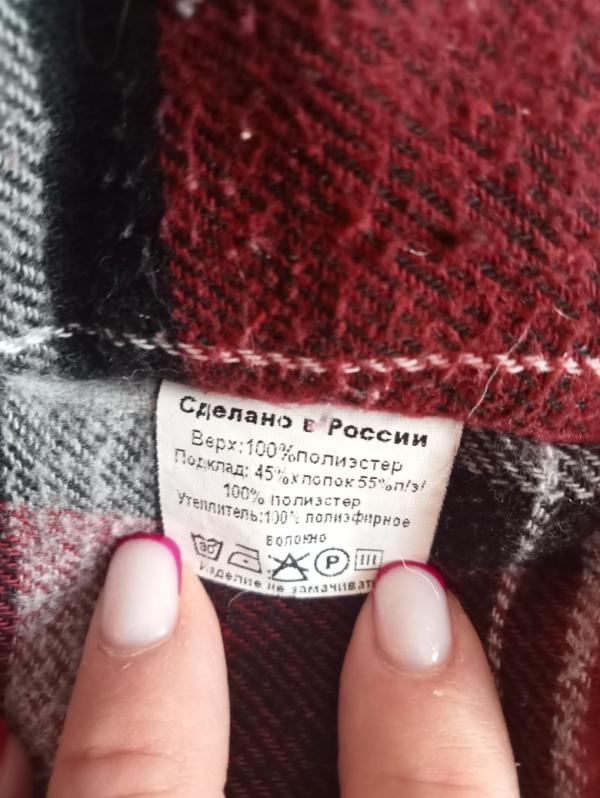 Сделано в России
Верх:100%полиэстер
Подклад: 45%хлопок 55%п/э/
100% полиэстер
Утеплитель:100% полиэфирное
волокно
30 P
Изделие не замачивать